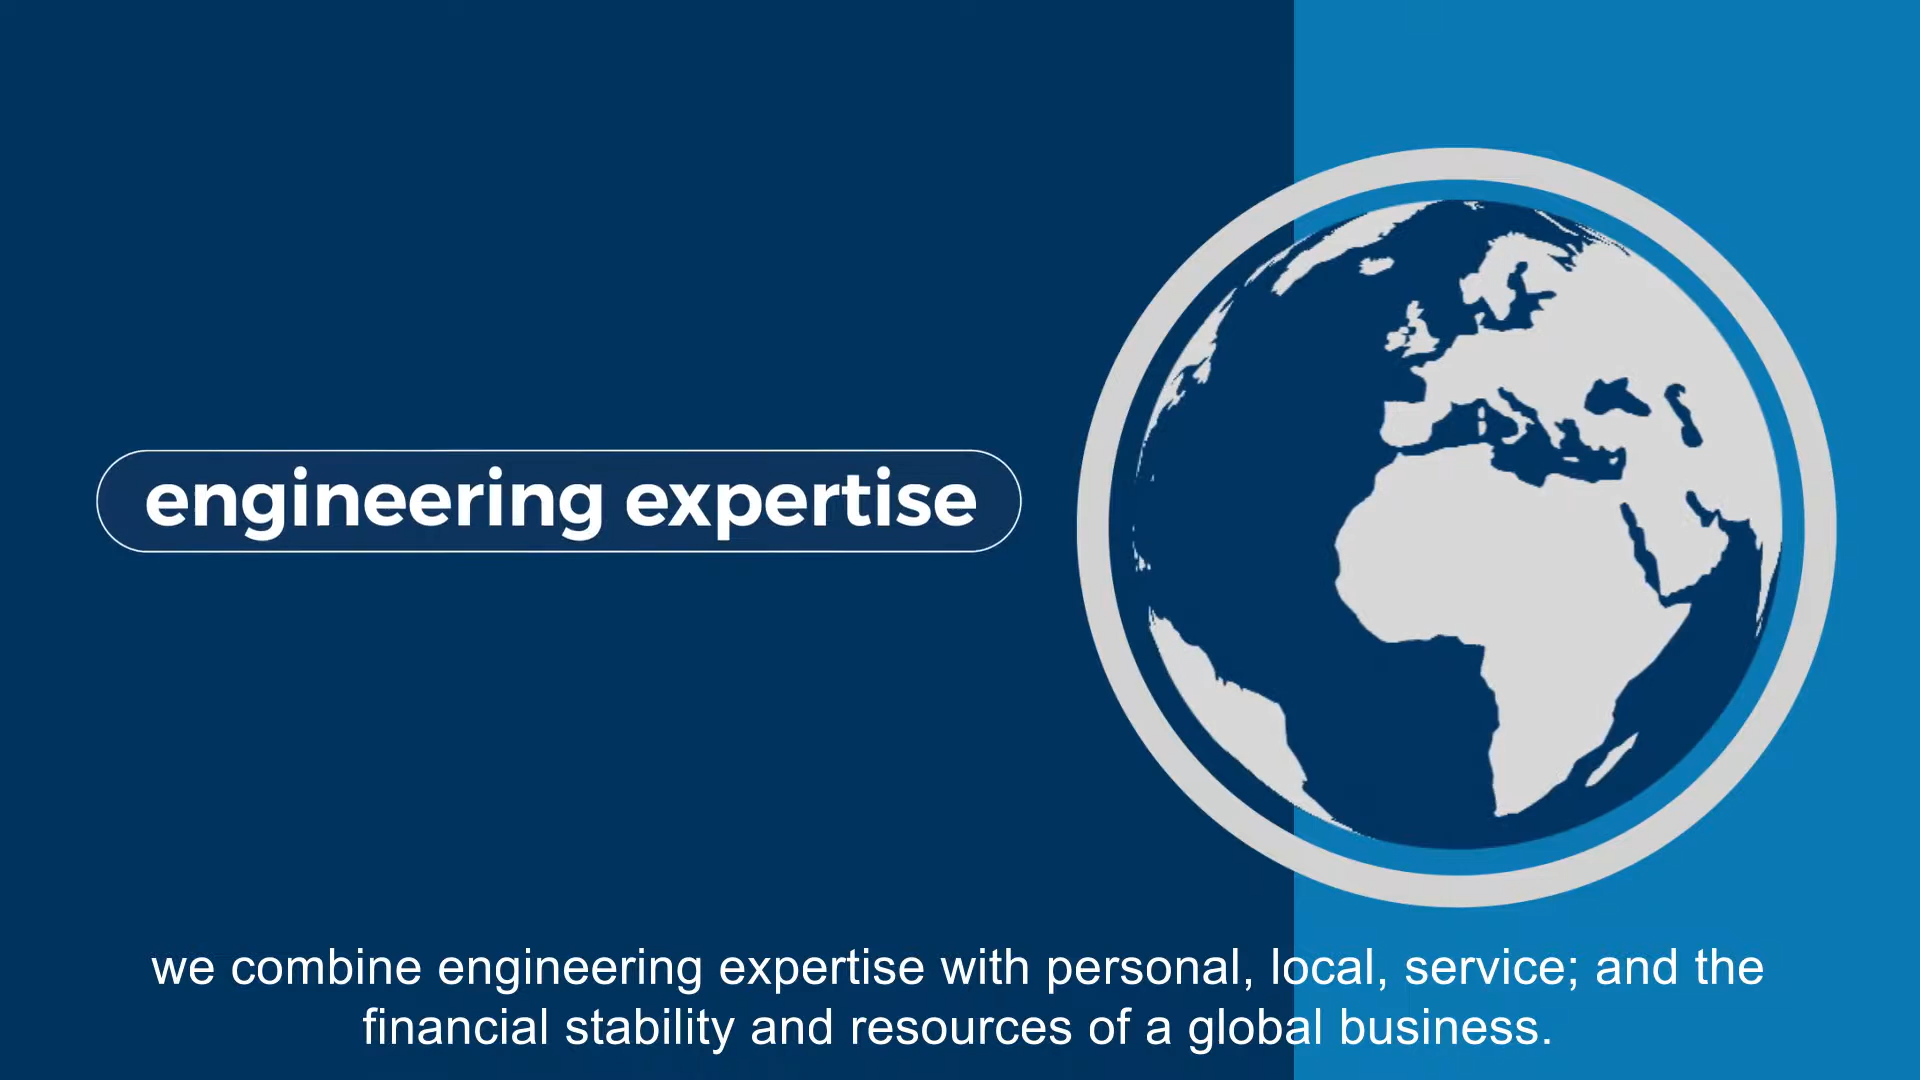 engineering expertise
we combine engineering expertise with personal, local, service; and the
financial stability and resources of a global business.